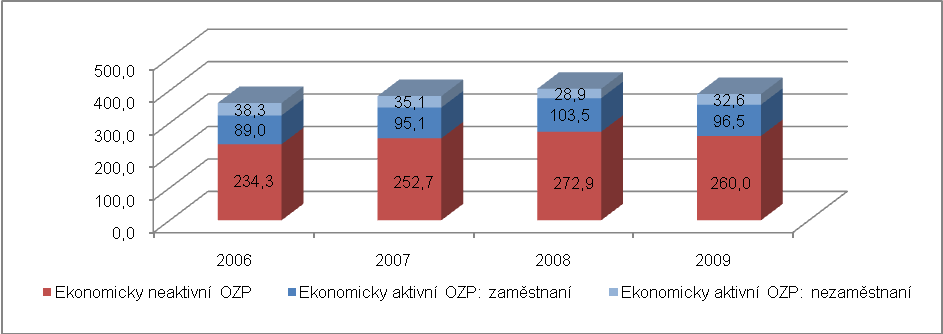 500,0
400,0
300,0
200,0
100,0
0,0
38,3 35,1 28,9 32,6
89,0 95,1 103,5 96,5
234,3 252,7 272,9 260,0
2006 2007 2008 2009
Ekonomicky neaktivní OZP Ekonomicky aktivní OZP: zaměstnaní Ekonomicky aktivní OZP: nezaměstnaní